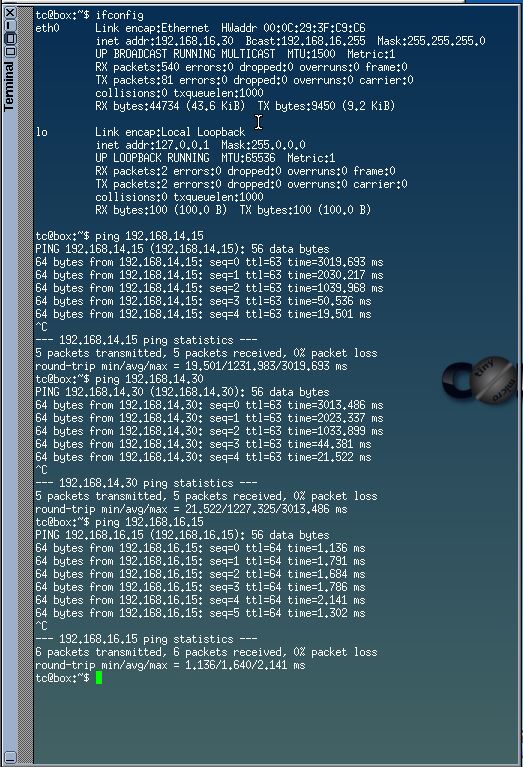 Terminal
tc@box:~$ ifconfig
eth0      Link encap:Ethernet  HWaddr 00:0C:29:3F:C9:C6
          inet addr:192.168.16.30  Bcast:192.168.16.255  Mask:255.255.255.0
          UP BROADCAST RUNNING MULTICAST  MTU:1500  Metric:1
          RX packets:540 errors:0 dropped:0 overruns:0 frame:0
          TX packets:81 errors:0 dropped:0 overruns:0 carrier:0
          collisions:0 txqueuelen:1000
          RX bytes:44734 (43.6 KiB)  TX bytes:9450 (9.2 KiB)
lo        Link encap:Local Loopback
          inet addr:127.0.0.1  Mask:255.0.0.0
          UP LOOPBACK RUNNING  MTU:65536  Metric:1
          RX packets:2 errors:0 dropped:0 overruns:0 frame:0
          TX packets:2 errors:0 dropped:0 overruns:0 carrier:0
          collisions:0 txqueuelen:1000
          RX bytes:100 (100.0 B)  TX bytes:100 (100.0 B)
tc@box:~$ ping 192.168.14.15
PING 192.168.14.15 (192.168.14.15): 56 data bytes
64 bytes from 192.168.14.15: seq=0 ttl=63 time=3019.693 ms
64 bytes from 192.168.14.15: seq=1 ttl=63 time=2030.217 ms
64 bytes from 192.168.14.15: seq=2 ttl=63 time=1039.968 ms
64 bytes from 192.168.14.15: seq=3 ttl=63 time=50.536 ms
64 bytes from 192.168.14.15: seq=4 ttl=63 time=19.501 ms
^C
--- 192.168.14.15 ping statistics ---
5 packets transmitted, 5 packets received, 0% packet loss
round-trip min/avg/max = 19.501/1231.983/3019.693 ms
tc@box:~$ ping 192.168.14.30
PING 192.168.14.30 (192.168.14.30): 56 data bytes
64 bytes from 192.168.14.30: seq=0 ttl=63 time=3013.486 ms
64 bytes from 192.168.14.30: seq=1 ttl=63 time=2023.337 ms
64 bytes from 192.168.14.30: seq=2 ttl=63 time=1033.899 ms
64 bytes from 192.168.14.30: seq=3 ttl=63 time=44.381 ms
64 bytes from 192.168.14.30: seq=4 ttl=63 time=21.522 ms
^C
--- 192.168.14.30 ping statistics ---
5 packets transmitted, 5 packets received, 0% packet loss
round-trip min/avg/max = 21.522/1227.325/3013.486 ms
tc@box:~$ ping 192.168.16.15
PING 192.168.16.15 (192.168.16.15): 56 data bytes
64 bytes from 192.168.16.15: seq=0 ttl=64 time=1.136 ms
64 bytes from 192.168.16.15: seq=1 ttl=64 time=1.791 ms
64 bytes from 192.168.16.15: seq=2 ttl=64 time=1.684 ms
64 bytes from 192.168.16.15: seq=3 ttl=64 time=1.786 ms
64 bytes from 192.168.16.15: seq=4 ttl=64 time=2.141 ms
64 bytes from 192.168.16.15: seq=5 ttl=64 time=1.302 ms
^C
--- 192.168.16.15 ping statistics ---
6 packets transmitted, 6 packets received, 0% packet loss
round-trip min/avg/max = 1.136/1.640/2.141 ms
tc@box:~$
tiny
micro